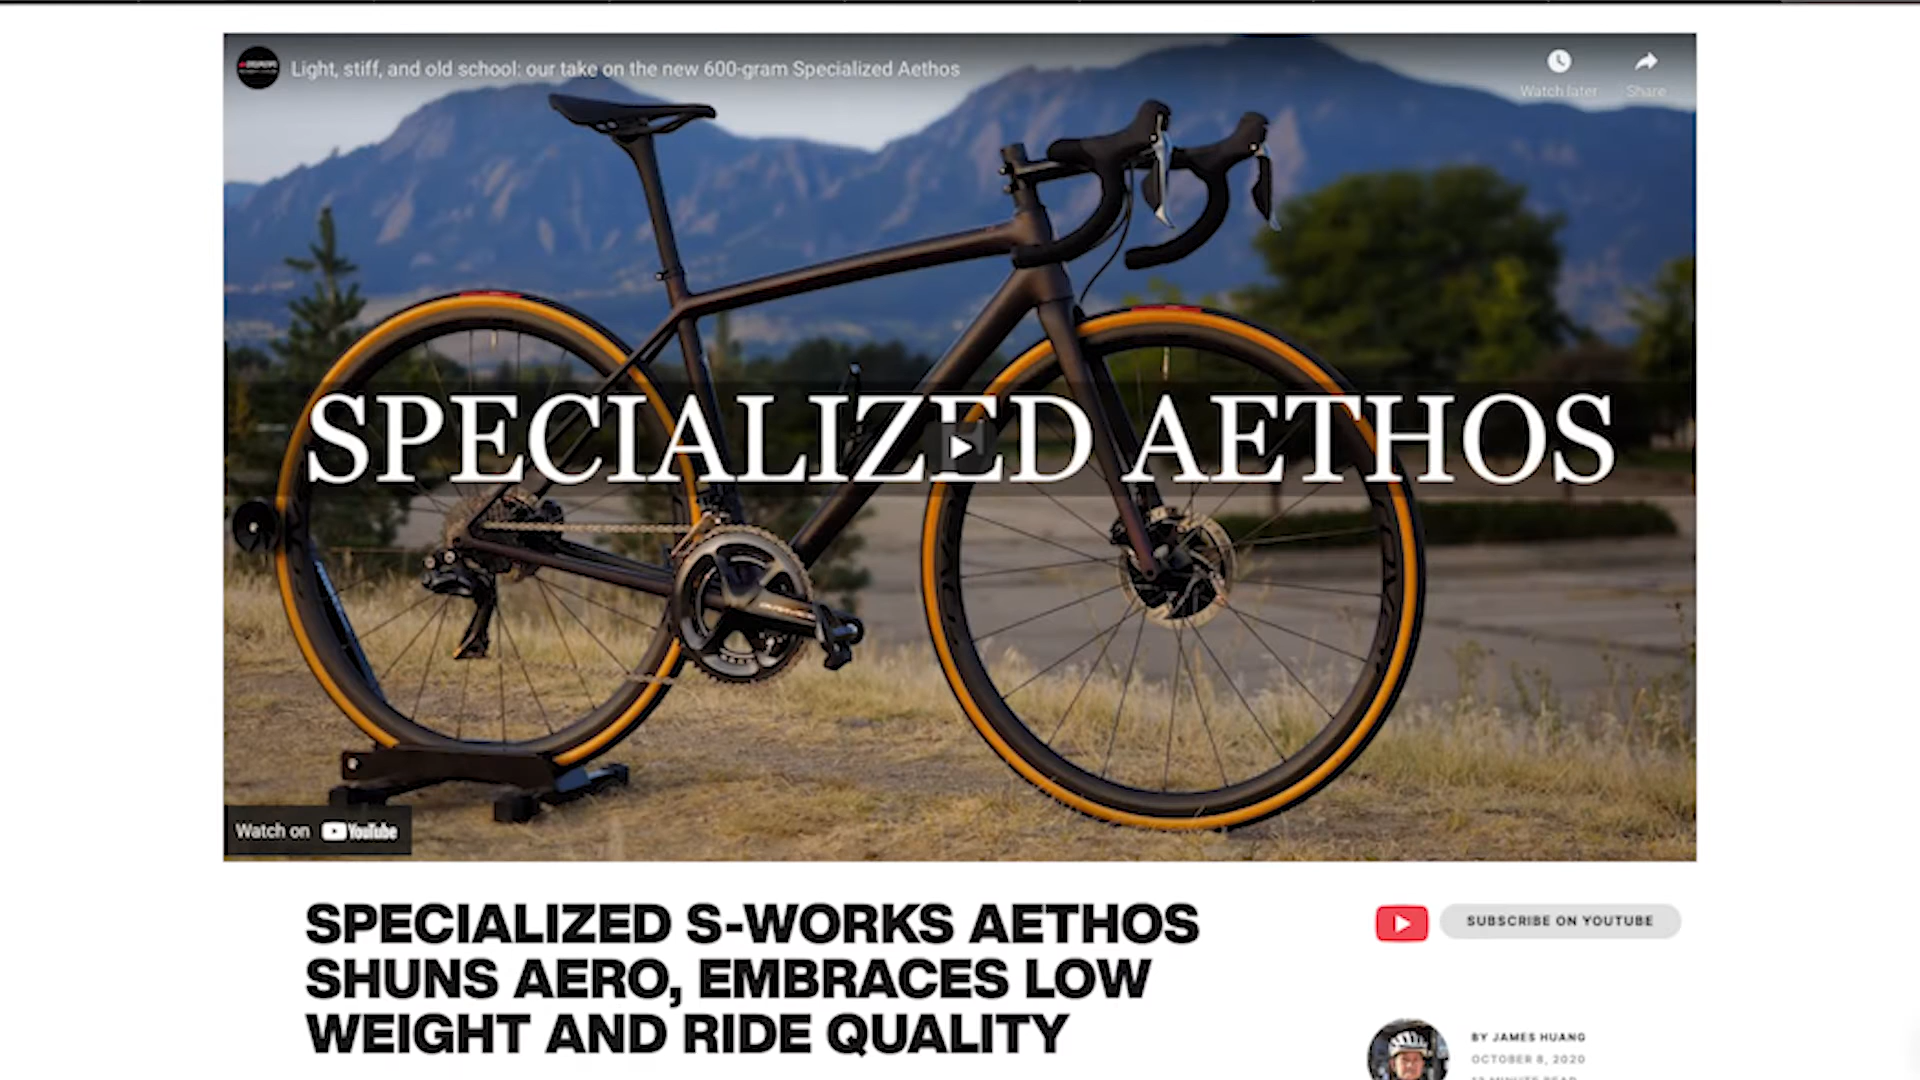 Light, stiff, and old school: our take on the new 600-gram Specialized Aethos
Watch later
Share
SPECIALIZED AETHOS
Watch on YouTube
SPECIALIZED S-WORKS AETHOS
SHUNS AERO, EMBRACES LOW
WEIGHT AND RIDE QUALITY
SUBSCRIBE ON YOUTUBE
BY JAMES HUANG
OCTOBER 8, 2020